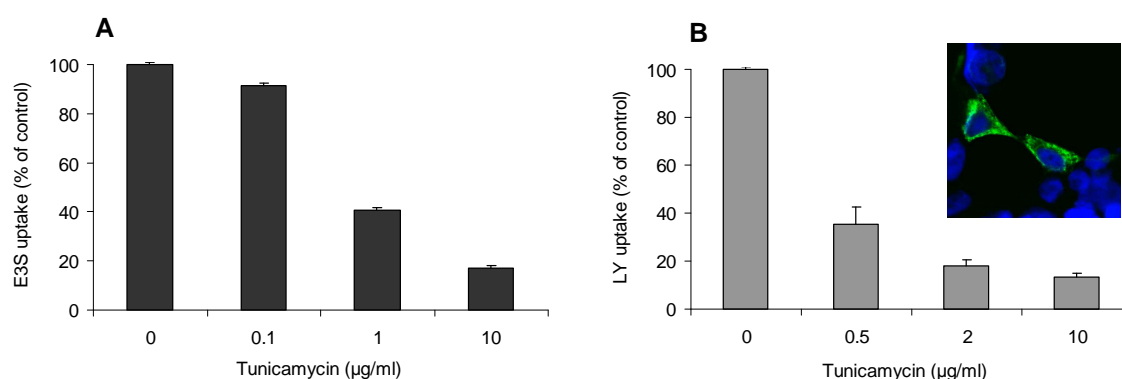 A
E3S uptake (% of control)
100
80
60
40
20
0
0 0.1 1 10
Tunicamycin (µg/ml)
B
LY uptake (% of control)
100
80
60
40
20
0
0 0.5 2 10
Tunicamycin (µg/ml)